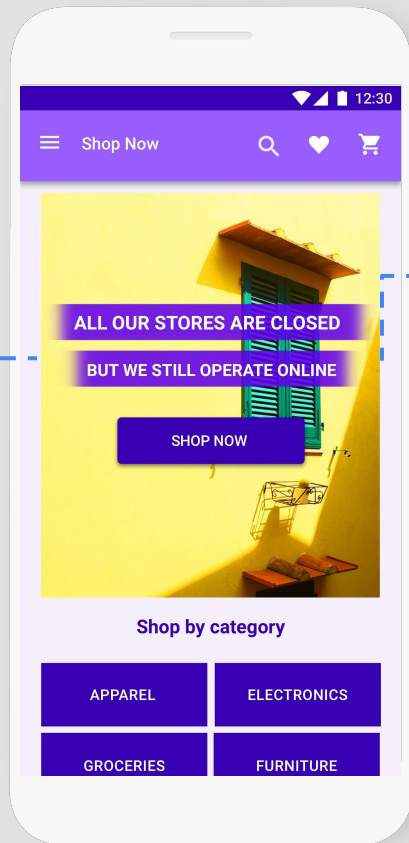 12:30
Shop Now
ALL OUR STORES ARE CLOSED
BUT WE STILL OPERATE ONLINE
SHOP NOW
Shop by category
APPAREL
ELECTRONICS
GROCERIES
FURNITURE